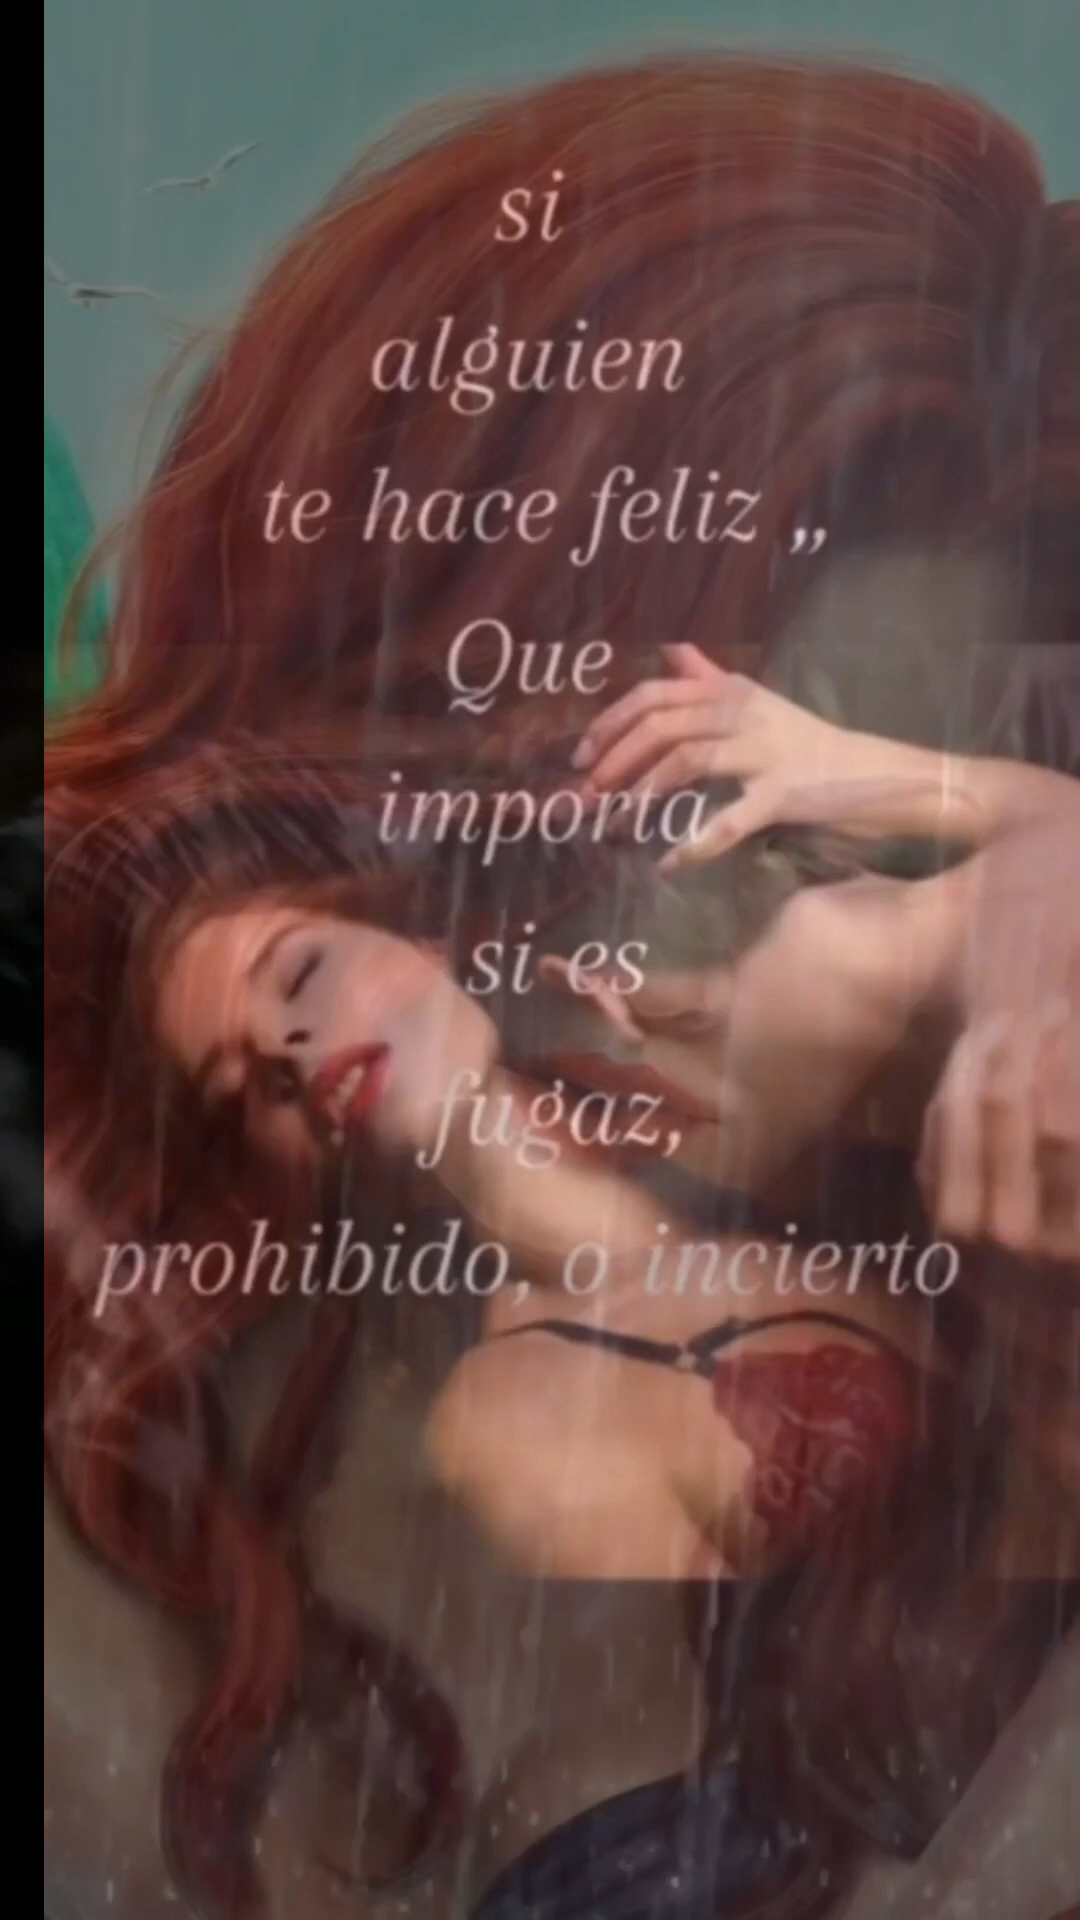 si
alguien
te hace feliz ,,
Que
importa
si es
fugaz,
prohibido, o incierto